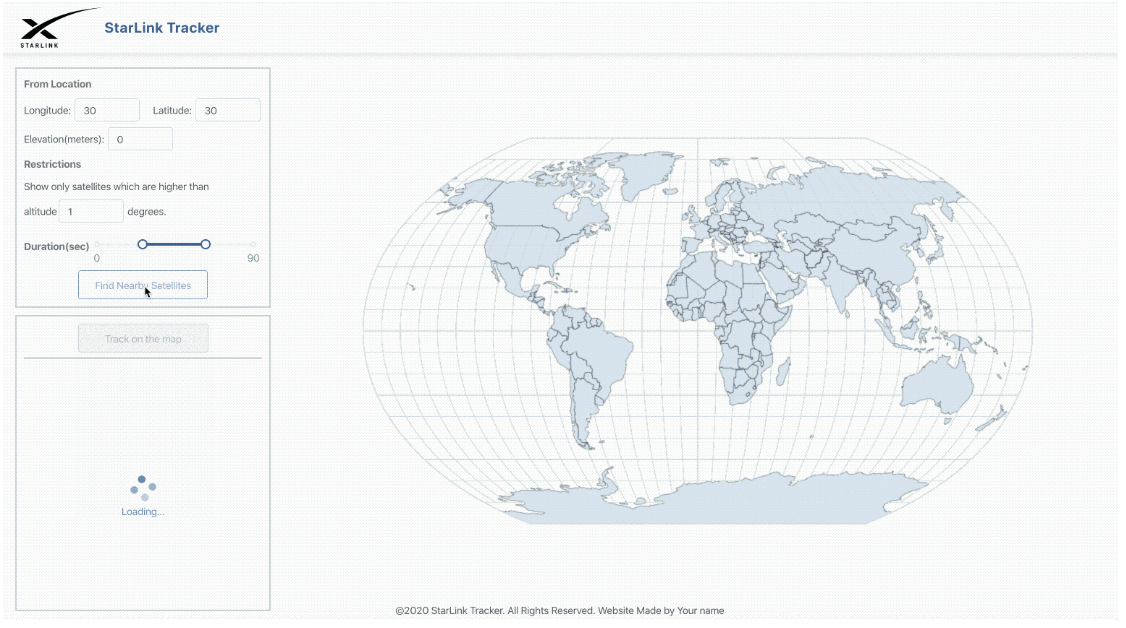 STARLINK
StarLink Tracker
From Location
Longitude: 30 Latitude: 30
Elevation(meters): 0
Restrictions
Show only satellites which are higher than
altitude 1 degrees.
Duration(sec)
0 90
Find Nearby Satellites
Track on the map
Loading...
©2020 StarLink Tracker. All Rights Reserved. Website Made by Your name